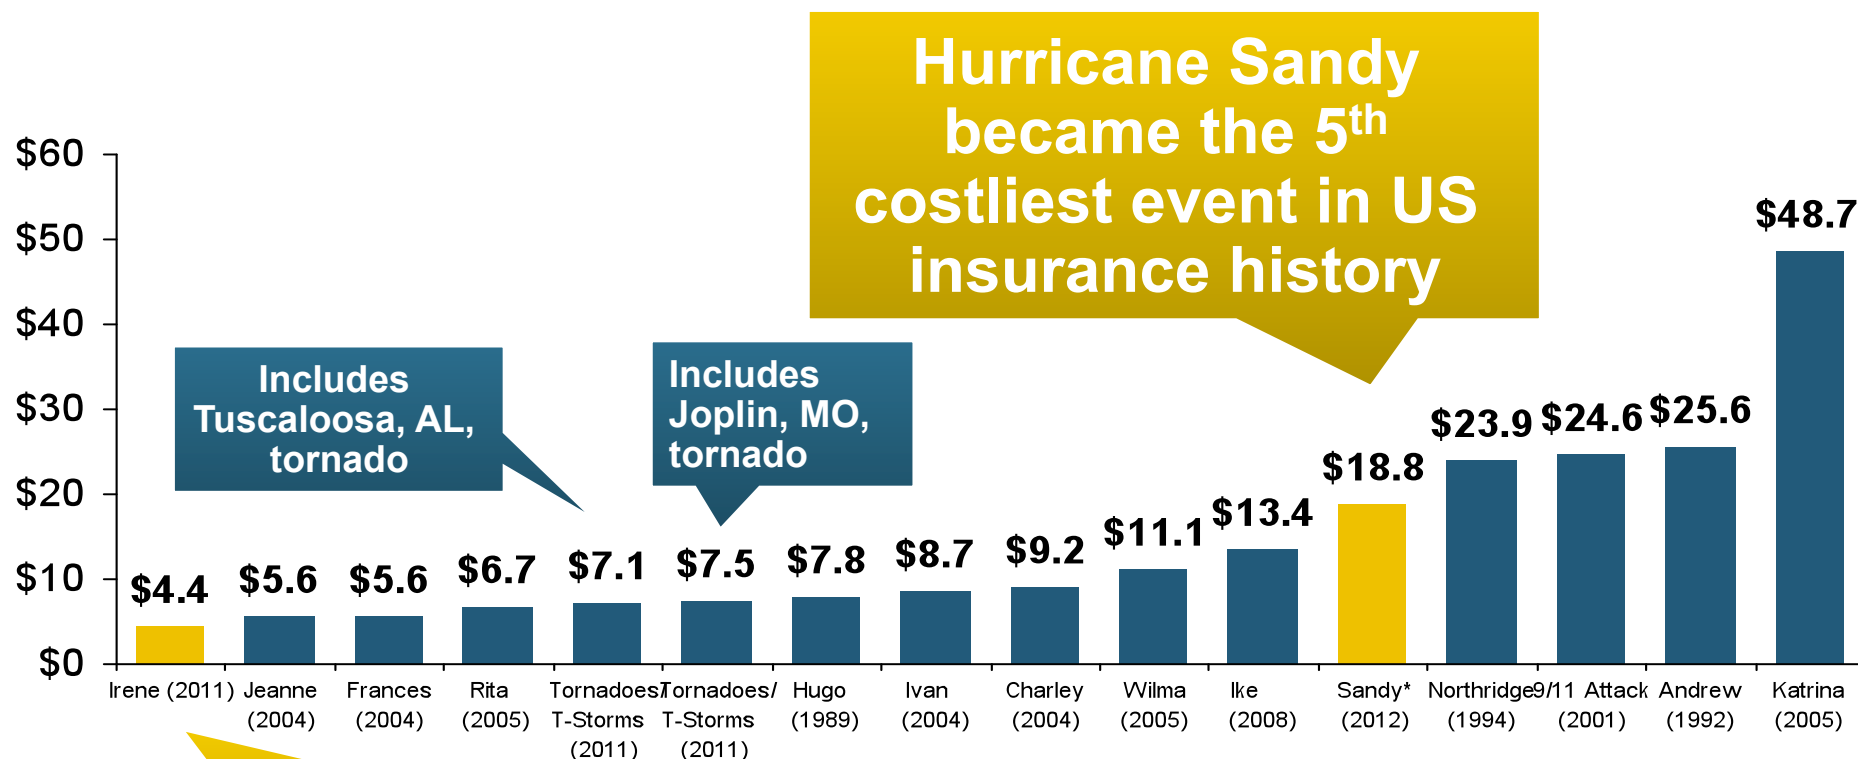 Hurricane Sandy
became the 5th
costliest event in US
insurance history
$60
$50
$40
$30
$20
$10
$0
Includes
Tuscaloosa, AL,
tornado
Includes
Joplin, MO,
tornado
$4.4
$5.6
$5.6
$6.7
$7.1
$7.5
$7.8
$8.7
$9.2
$11.1
$13.4
$18.8
$23.9
$24.6
$25.6
$48.7
Irene (2011)
Jeanne
(2004)
Frances
(2004)
Rita
(2005)
Tornadoes/
T-Storms
(2011)
Tornadoes/
T-Storms
(2011)
Hugo
(1989)
Ivan
(2004)
Charley
(2004)
Wilma
(2005)
Ike
(2008)
Sandy*
(2012)
Northridge
(1994)
9/11 Attack
(2001)
Andrew
(1992)
Katrina
(2005)